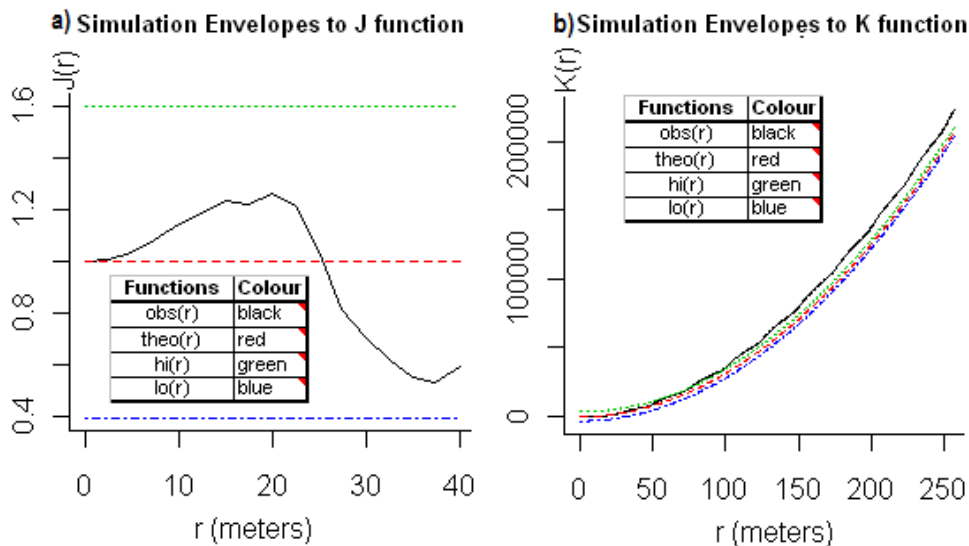 a) Simulation Envelopes to J function
J(r)
1.6
1.2
0.8
0.4
Functions Colour
obs(r) black
theo(r) red
hi(r) green
lo(r) blue
0 10 20 30 40
r (meters)
b) Simulation Envelopes to K function
K(r)
200000
100000
0
Functions Colour
obs(r) black
theo(r) red
hi(r) green
lo(r) blue
0 50 100 150 200 250
r (meters)